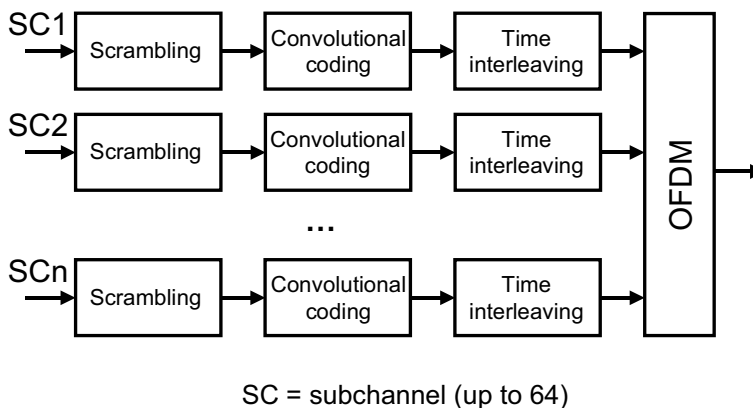 SC1
Scrambling
Convolutional
coding
Time
interleaving
SC2
Scrambling
Convolutional
coding
Time
interleaving
OFDM
...
SCn
Scrambling
Convolutional
coding
Time
interleaving
SC = subchannel (up to 64)